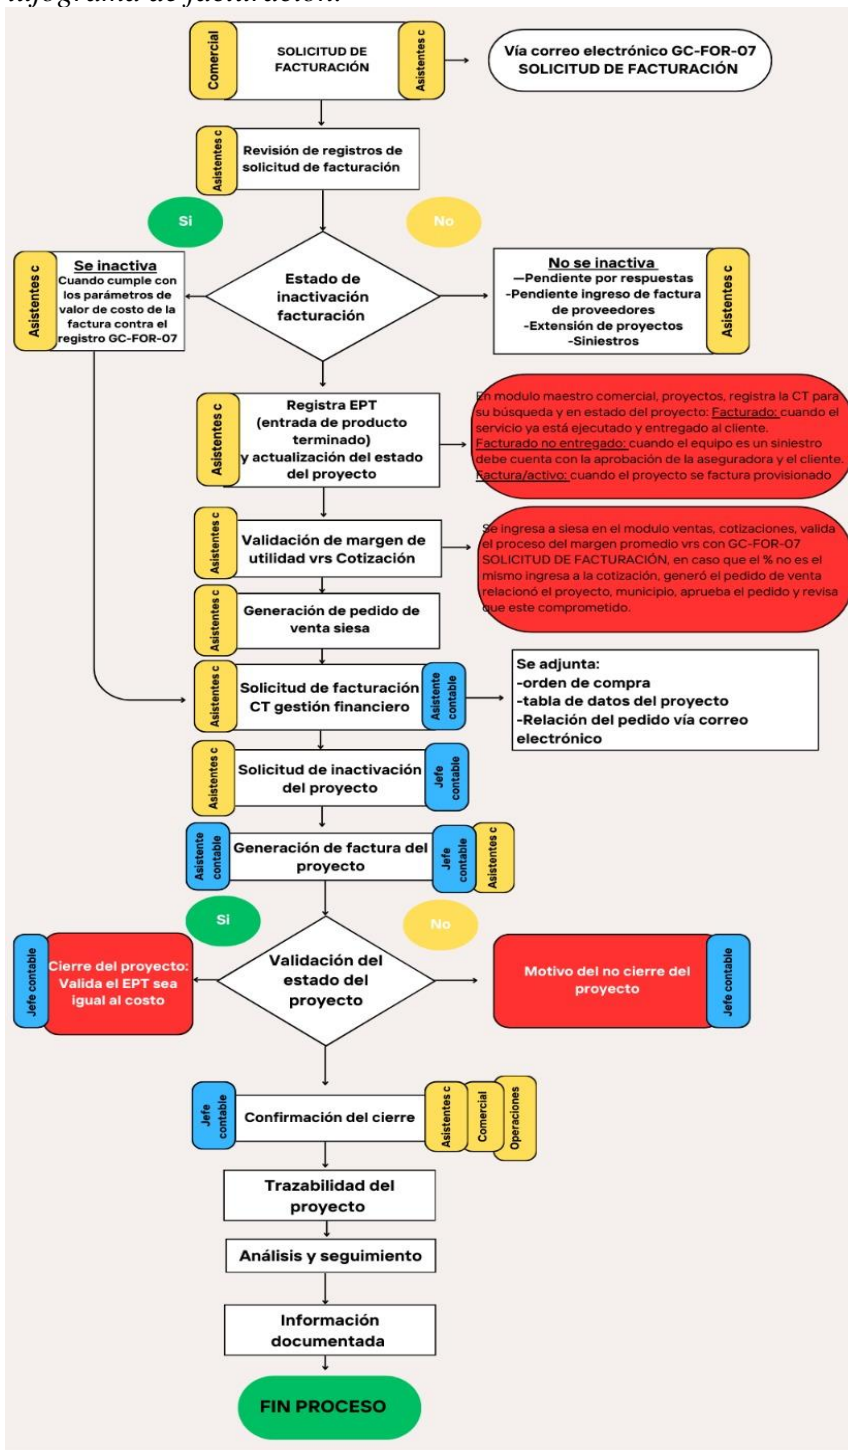 Infograma de facturación.
Comercial
SOLICITUD DE
FACTURACIÓN
Asistentes c
Vía correo electrónico GC-FOR-07
SOLICITUD DE FACTURACIÓN
Asistentes c
Revisión de registros de
solicitud de facturación
Si
No
Asistentes c
Se inactiva
Cuando cumple con
los parámetros de
valor de costo de la
factura contra el
registro GC-FOR-07
Estado de
inactivación
facturación
No se inactiva
—Pendiente por respuestas
-Pendiente ingreso de factura
de proveedores
-Extensión de proyectos
-Siniestros
Asistentes c
Asistentes c
Registra EPT
(entrada de producto
terminado)
y actualización del estado
del proyecto
En modulo maestro comercial, proyectos, registra la CT para
su búsqueda y en estado del proyecto: Facturado: cuando el
servicio ya está ejecutado y entregado al cliente.
Facturado no entregado: cuando el equipo es un siniestro
debe cuenta con la aprobación de la aseguradora y el cliente.
Factura/activo: cuando el proyecto se factura provisionado
Asistentes c
Validación de margen de
utilidad vrs Cotización
Se ingresa a siesa en el modulo ventas, cotizaciones, valida
el proceso del margen promedio vrs con GC-FOR-07
SOLICITUD DE FACTURACIÓN, en caso que el % no es el
mismo ingresa a la cotización, generó el pedido de venta
relacionó el proyecto, municipio, aprueba el pedido y revisa
que este comprometido.
Asistentes c
Generación de pedido de
venta siesa
Asistentes c
Solicitud de facturación
CT gestión financiero
Asistente
contable
Se adjunta:
-orden de compra
-tabla de datos del proyecto
-Relación del pedido vía correo
electrónico
Asistentes c
Solicitud de inactivación
del proyecto
Jefe
contable
Asistente
contable
Generación de factura del
proyecto
Jefe
contable
Asistentes c
Si
No
Jefe contable
Cierre del proyecto:
Valida el EPT sea
igual al costo
Validación del
estado del
proyecto
Motivo del no cierre del
proyecto
Jefe contable
Jefe
contable
Confirmación del cierre
Asistentes c
Comercial
Operaciones
Trazabilidad del
proyecto
Análisis y seguimiento
Información
documentada
FIN PROCESO